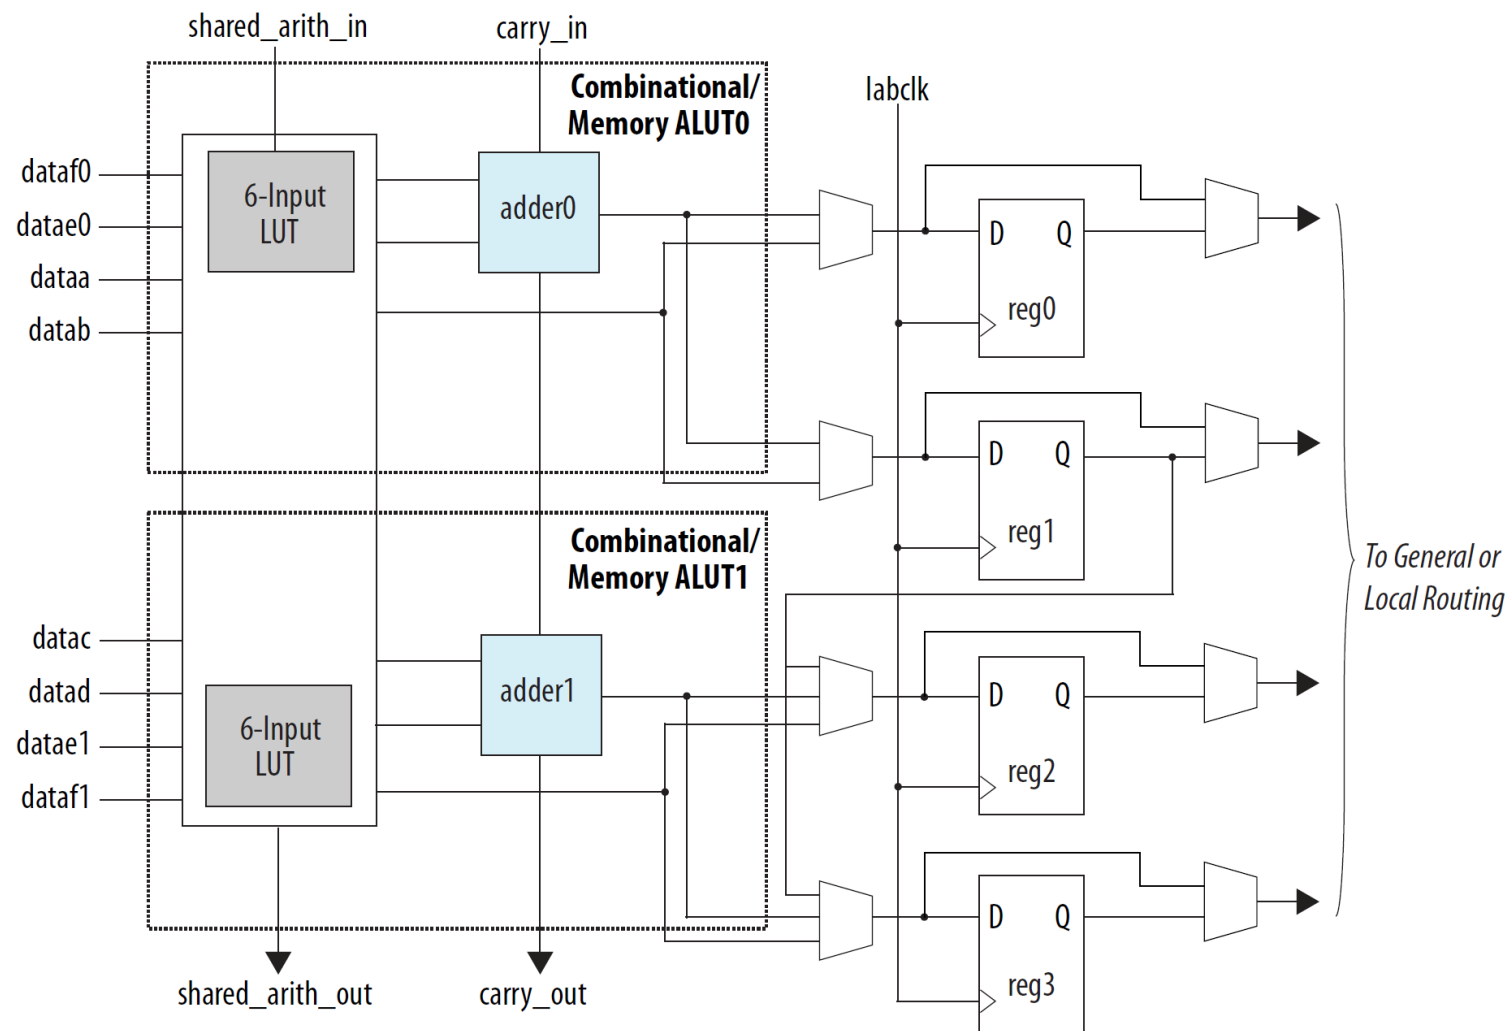 shared_arith_in
carry_in
Combinational/
Memory ALUT0
labclk
dataf0
datae0
dataa
datab
6-Input
LUT
adder0
D Q
reg0
D Q
reg1
Combinational/
Memory ALUT1
To General or
Local Routing
datac
datad
datae1
dataf1
6-Input
LUT
adder1
D Q
reg2
D Q
reg3
shared_arith_out
carry_out